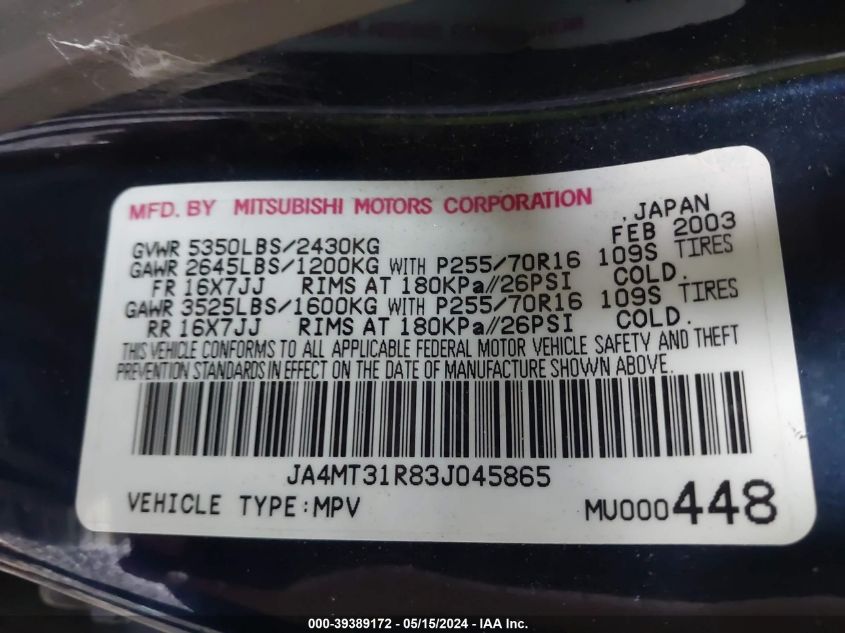 MFD. BY MITSUBISHI MOTORS CORPORATION , JAPAN
GVWR 5350LBS/2430KG FEB 2003
GAWR 2645LBS/1200KG WITH P255/70R16 109S TIRES
FR 16X7JJ RIMS AT 180KPa//26PSI COLD.
GAWR 3525LBS/1600KG WITH P255/70R16 109S TIRES
RR 16X7JJ RIMS AT 180KPa//26PSI COLD.
THIS VEHICLE CONFORMS TO ALL APPLICABLE FEDERAL MOTOR VEHICLE SAFETY AND THEFT
PREVENTION STANDARDS IN EFFECT ON THE DATE OF MANUFACTURE SHOWN ABOVE.
JA4MT31R83J045865
VEHICLE TYPE:MPV MU000448
000-39389172 - 05/15/2024 - IAA Inc.